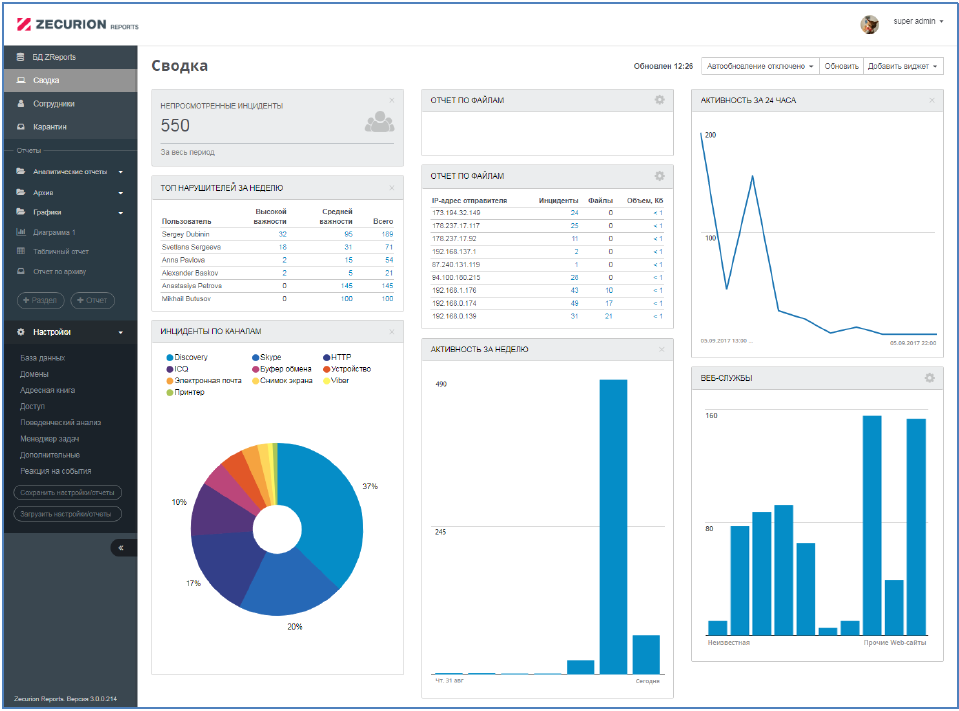 ZECURION REPORTS
super admin
БД ZReports
Сводка
Сотрудники
Карантин
Отчеты
Аналитические отчеты
Архив
Графики
Диаграмма 1
Табличный отчет
Отчет по архиву
+ Раздел + Отчет
Настройки
База данных
Домены
Адресная книга
Доступ
Поведенческий анализ
Менеджер задач
Дополнительные
Реакция на события
Сохранить настройки/отчеты
Загрузить настройки/отчеты
«
Zecurion Reports. Версия 3.0.0.214
Сводка
Обновлен 12:26 Автообновление отключено Обновить Добавить виджет
НЕПРОСМОТРЕННЫЕ ИНЦИДЕНТЫ
550
За весь период
ТОП НАРУШИТЕЛЕЙ ЗА НЕДЕЛЮ
Пользователь Высокой важности Средней важности Всего
Sergey Dubinin 32 95 189
Svetlana Sergeeva 18 31 71
Anna Pavlova 2 15 54
Alexander Baskov 2 5 21
Anastasiya Petrova 0 145 145
Mikhail Butusov 0 100 100
ИНЦИДЕНТЫ ПО КАНАЛАМ
Discovery Skype HTTP
ICQ Буфер обмена Устройство
Электронная почта Снимок экрана Viber
Принтер
37%
10%
17%
20%
ОТЧЕТ ПО ФАЙЛАМ
ОТЧЕТ ПО ФАЙЛАМ
IP-адрес отправителя Инциденты Файлы Объем, Кб
173.194.32.149 24 0 < 1
178.237.17.117 25 0 < 1
178.237.17.92 11 0 < 1
192.168.137.1 2 0 < 1
87.240.131.119 1 0 < 1
94.100.180.215 28 0 < 1
192.168.1.176 43 10 < 1
192.168.0.174 49 17 < 1
192.168.0.139 31 21 < 1
АКТИВНОСТЬ ЗА НЕДЕЛЮ
490
245
Чт. 31 авг Сегодня
АКТИВНОСТЬ ЗА 24 ЧАСА
200
100
05.09.2017 13:00 ... 05.09.2017 22:00
ВЕБ-СЛУЖБЫ
160
80
Неизвестная Прочие Web-сайты